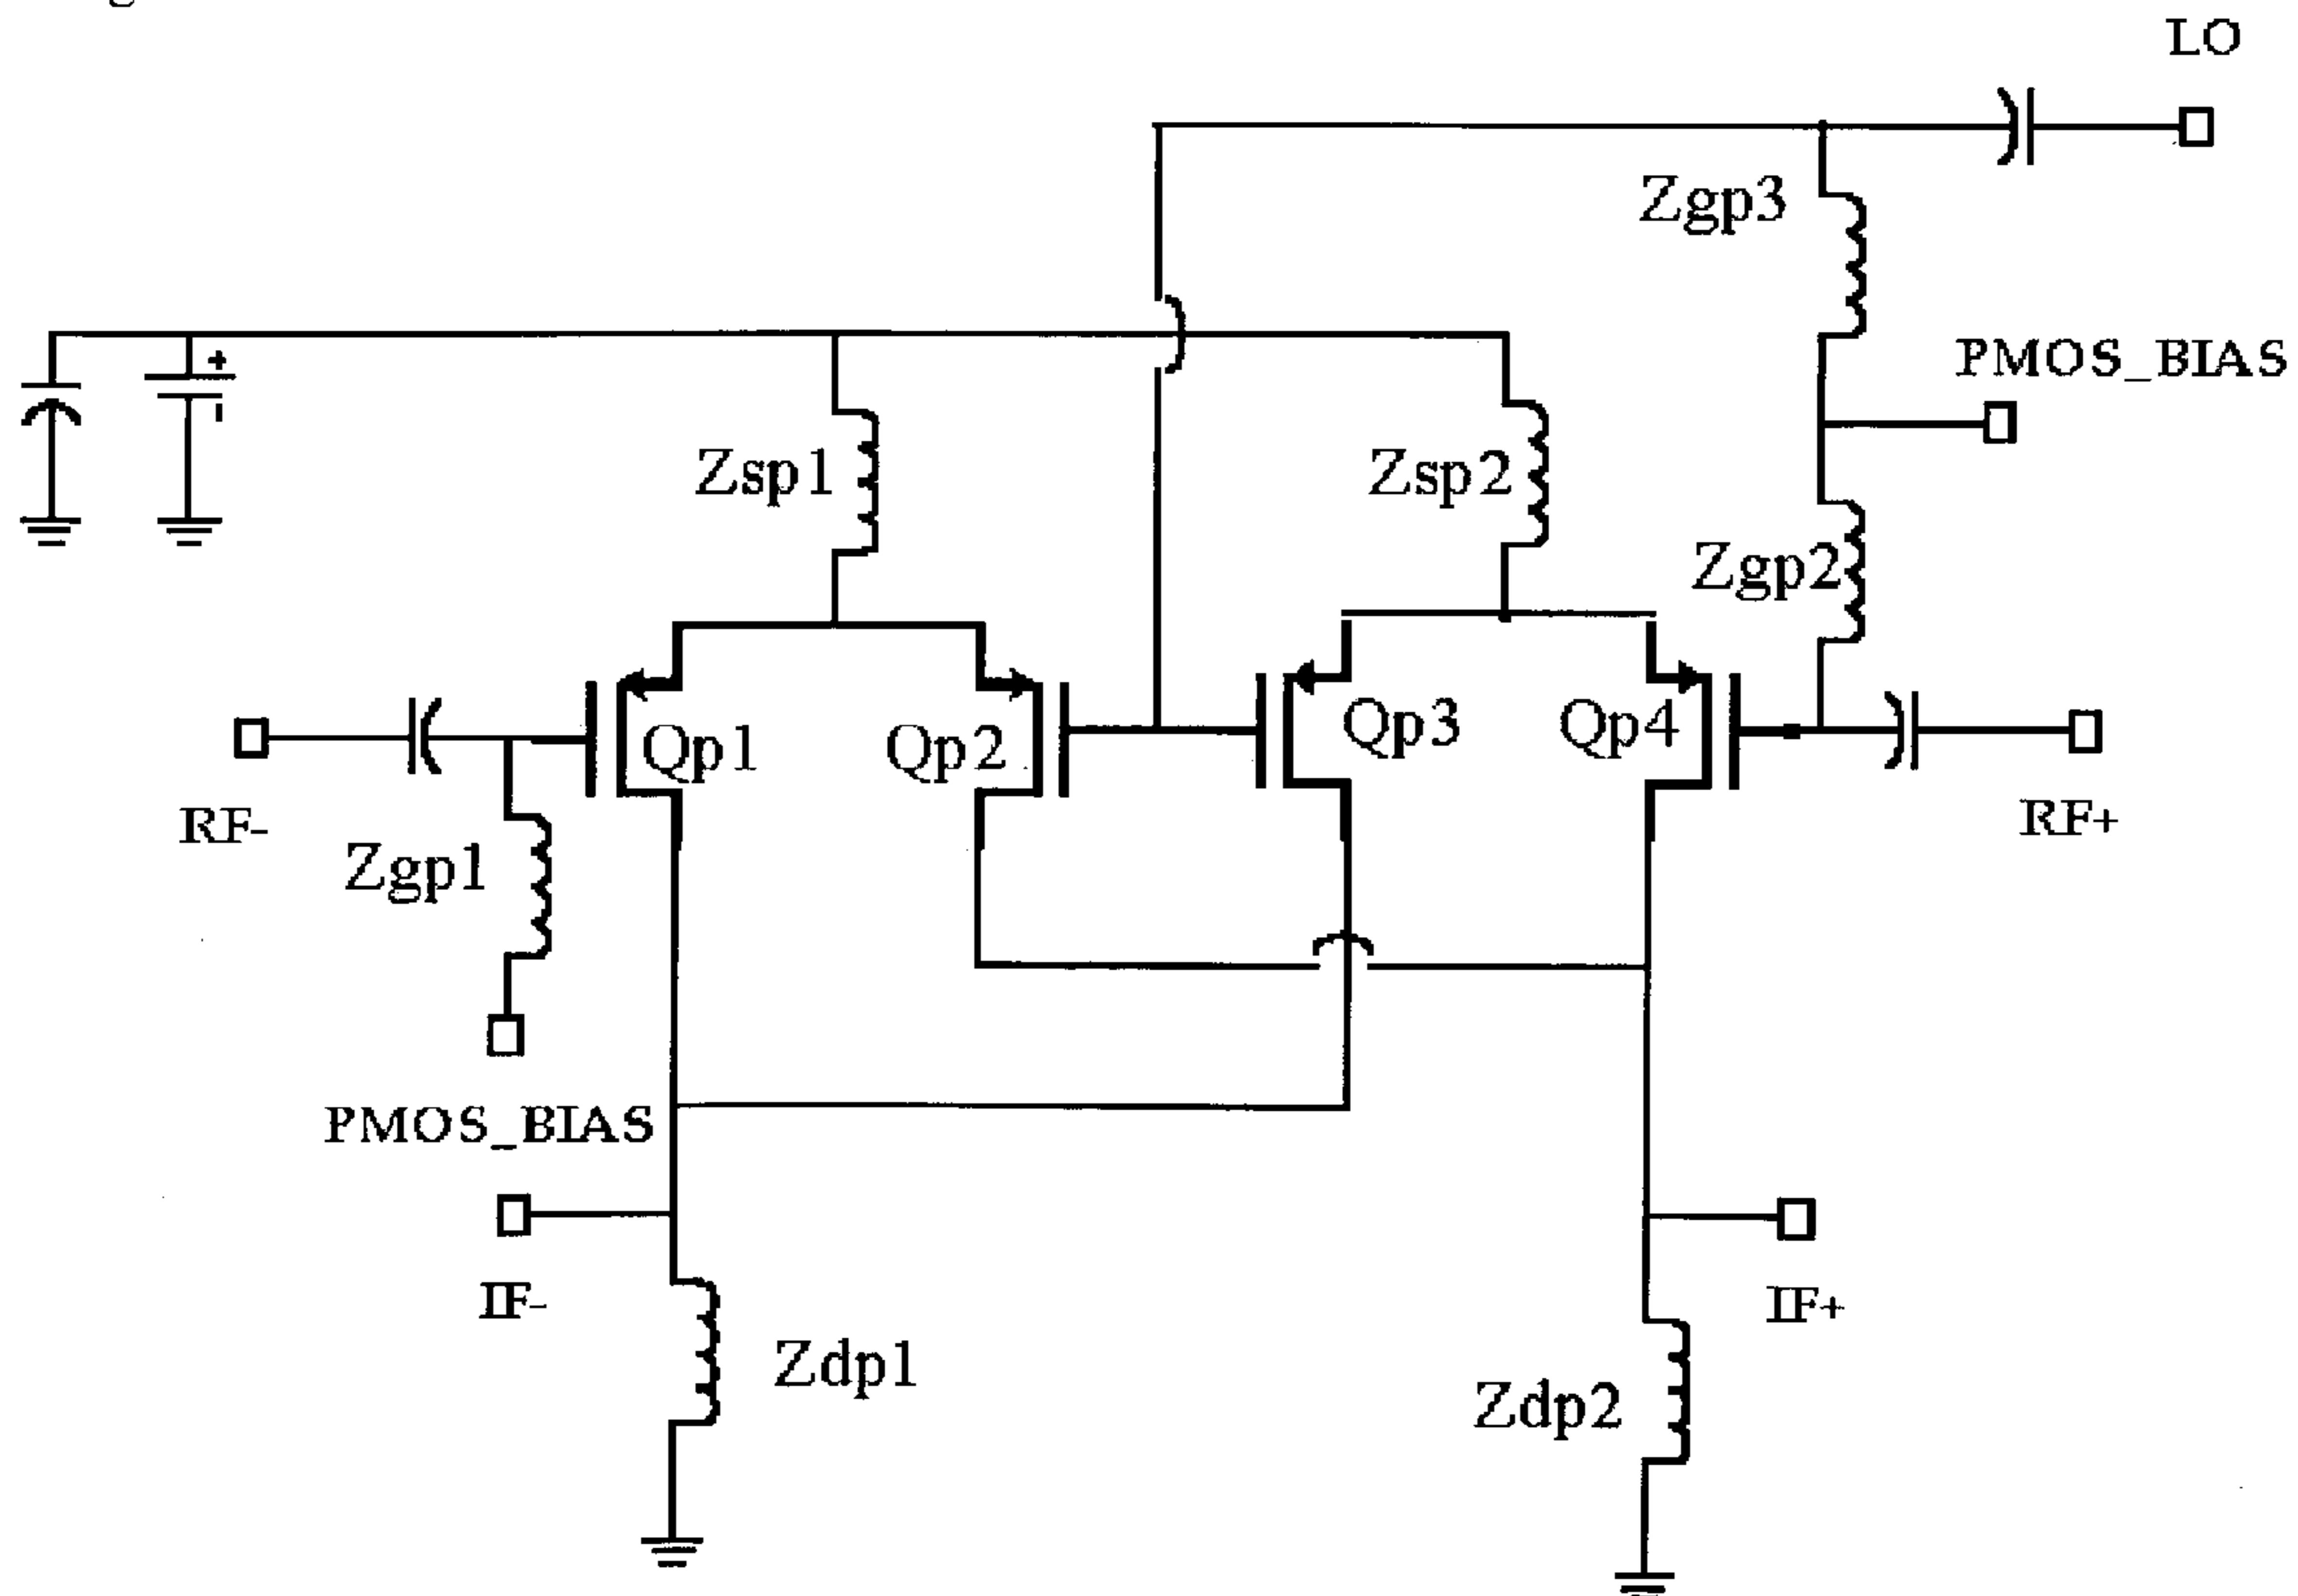 LO
Zgp3
PMOS_BIAS
+
-
Zsp1
Zsp2
Zgp2
Qp1
Qp2
Qp3
Qp4
RF-
RF+
Zgp1
PMOS_BIAS
IF-
IF+
Zdp1
Zdp2